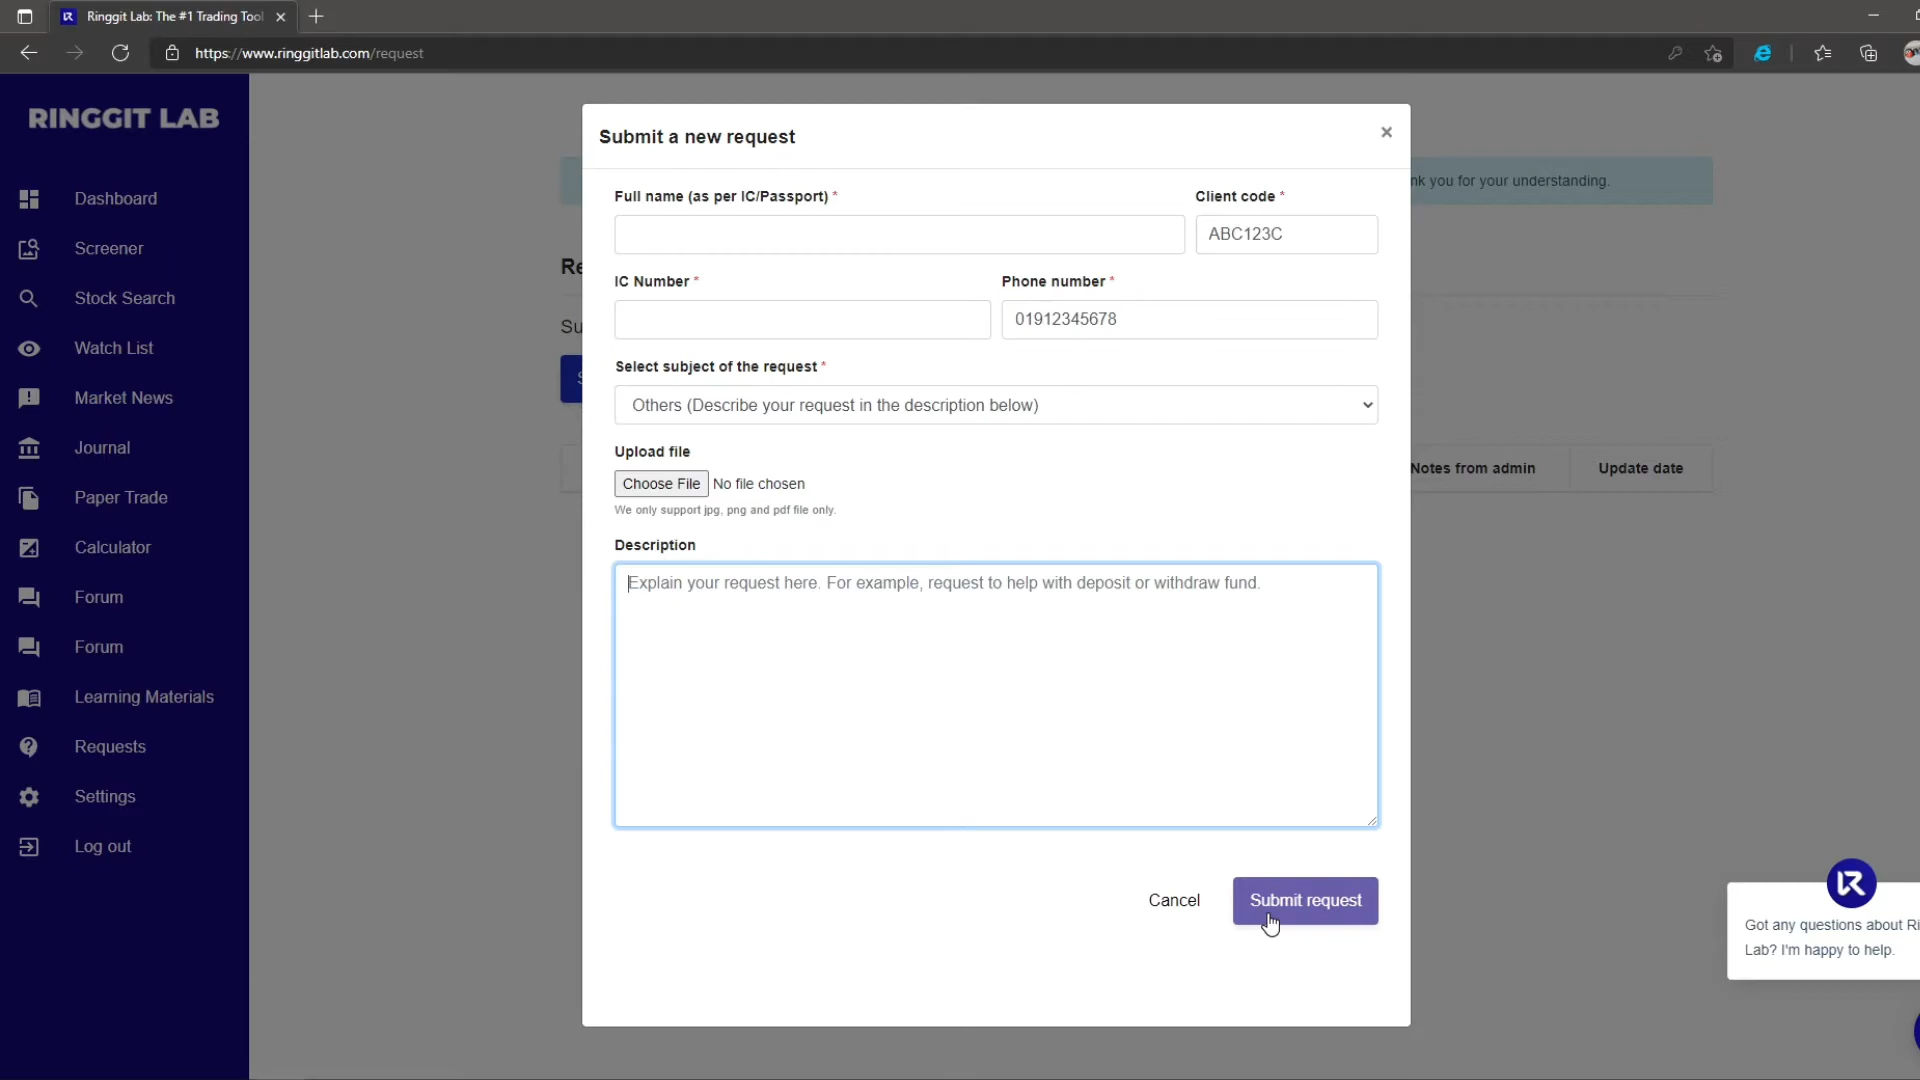 Ringgit Lab: The #1 Trading Tool
https://www.ringgitlab.com/request
RINGGIT LAB
Dashboard
Screener
Stock Search
Watch List
Market News
Journal
Paper Trade
Calculator
Forum
Forum
Learning Materials
Requests
Settings
Log out
nk you for your understanding.
Re
Su
S
Notes from admin
Update date
Submit a new request
×
Full name (as per IC/Passport) *
Client code *
ABC123C
IC Number *
Phone number *
01912345678
Select subject of the request *
Others (Describe your request in the description below)
Upload file
Choose File No file chosen
We only support jpg, png and pdf file only.
Description
Explain your request here. For example, request to help with deposit or withdraw fund.
Cancel
Submit request
Got any questions about Ri
Lab? I'm happy to help.